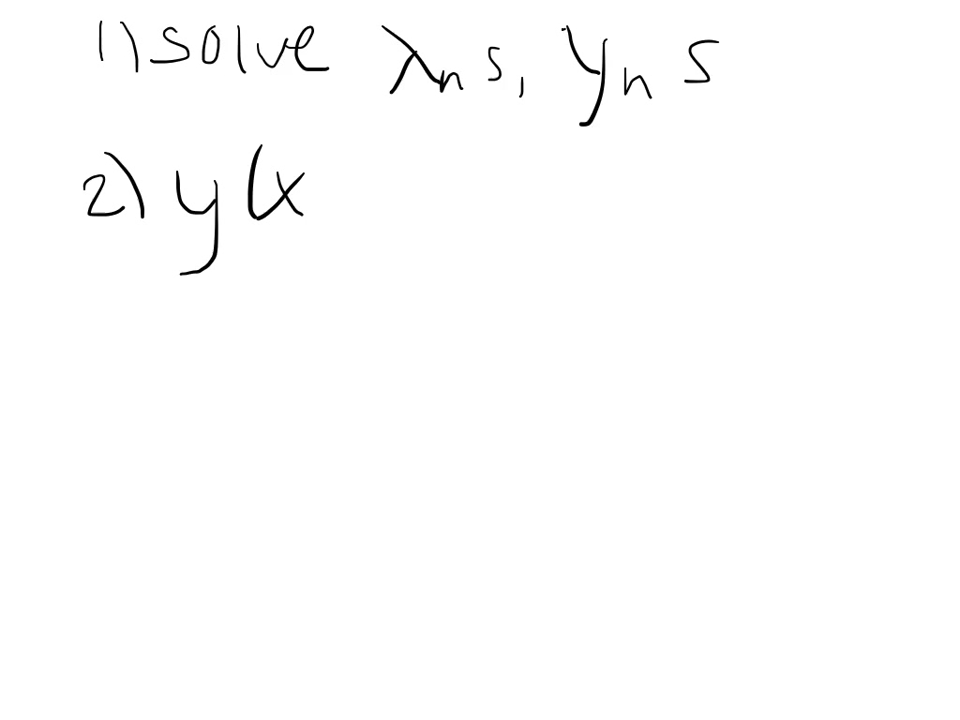 1) solve λn s, yn s
2) y(x